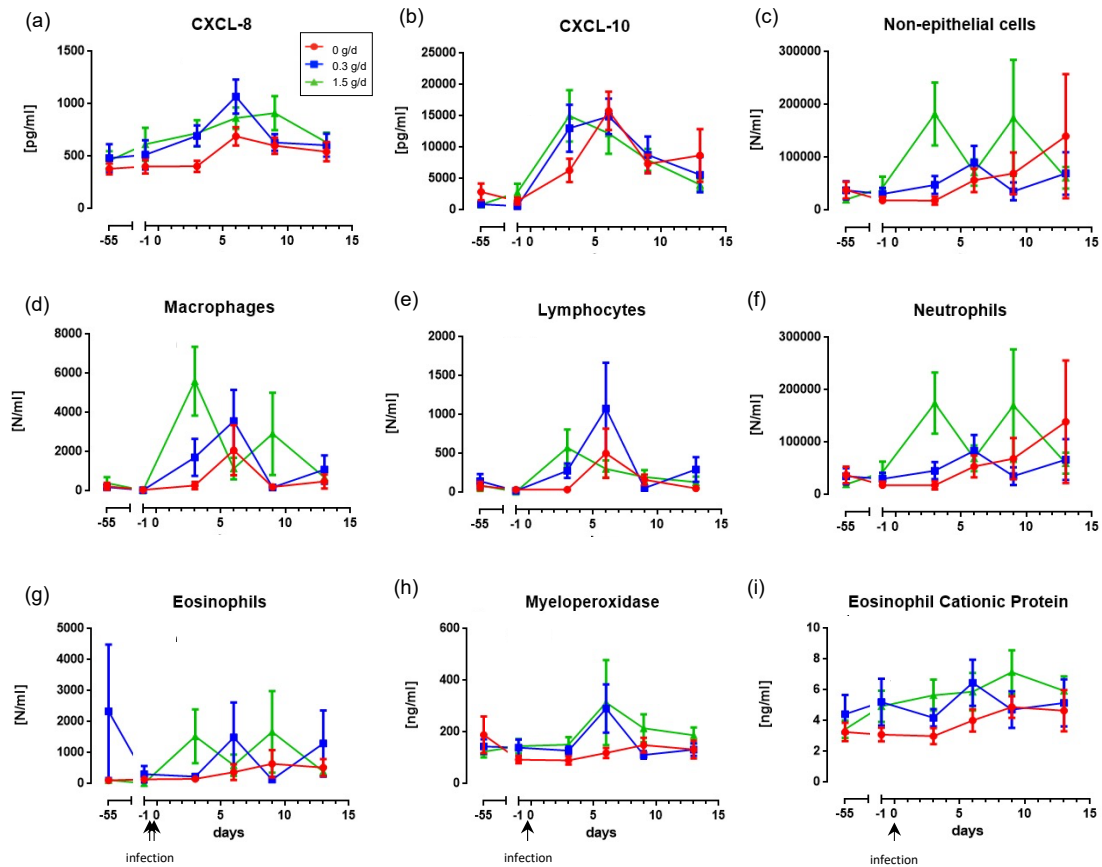 (a) CXCL-8
[pg/ml]
1500
1000
500
0
-55 -1 0 5 10 15
0 g/d
0.3 g/d
1.5 g/d
(b) CXCL-10
[pg/ml]
25000
20000
15000
10000
5000
0
-55 -1 0 5 10 15
(c) Non-epithelial cells
[N/ml]
300000
200000
100000
0
-55 -1 0 5 10 15
(d) Macrophages
[N/ml]
8000
6000
4000
2000
0
-55 -1 0 5 10 15
(e) Lymphocytes
[N/ml]
2000
1500
1000
500
0
-55 -1 0 5 10 15
(f) Neutrophils
[N/ml]
300000
200000
100000
0
-55 -1 0 5 10 15
(g) Eosinophils
[N/ml]
5000
4000
3000
2000
1000
0
-55 -1 0 5 10 15
days
infection
(h) Myeloperoxidase
[ng/ml]
600
400
200
0
-55 -1 0 5 10 15
days
infection
(i) Eosinophil Cationic Protein
[ng/ml]
10
8
6
4
2
0
-55 -1 0 5 10 15
days
infection